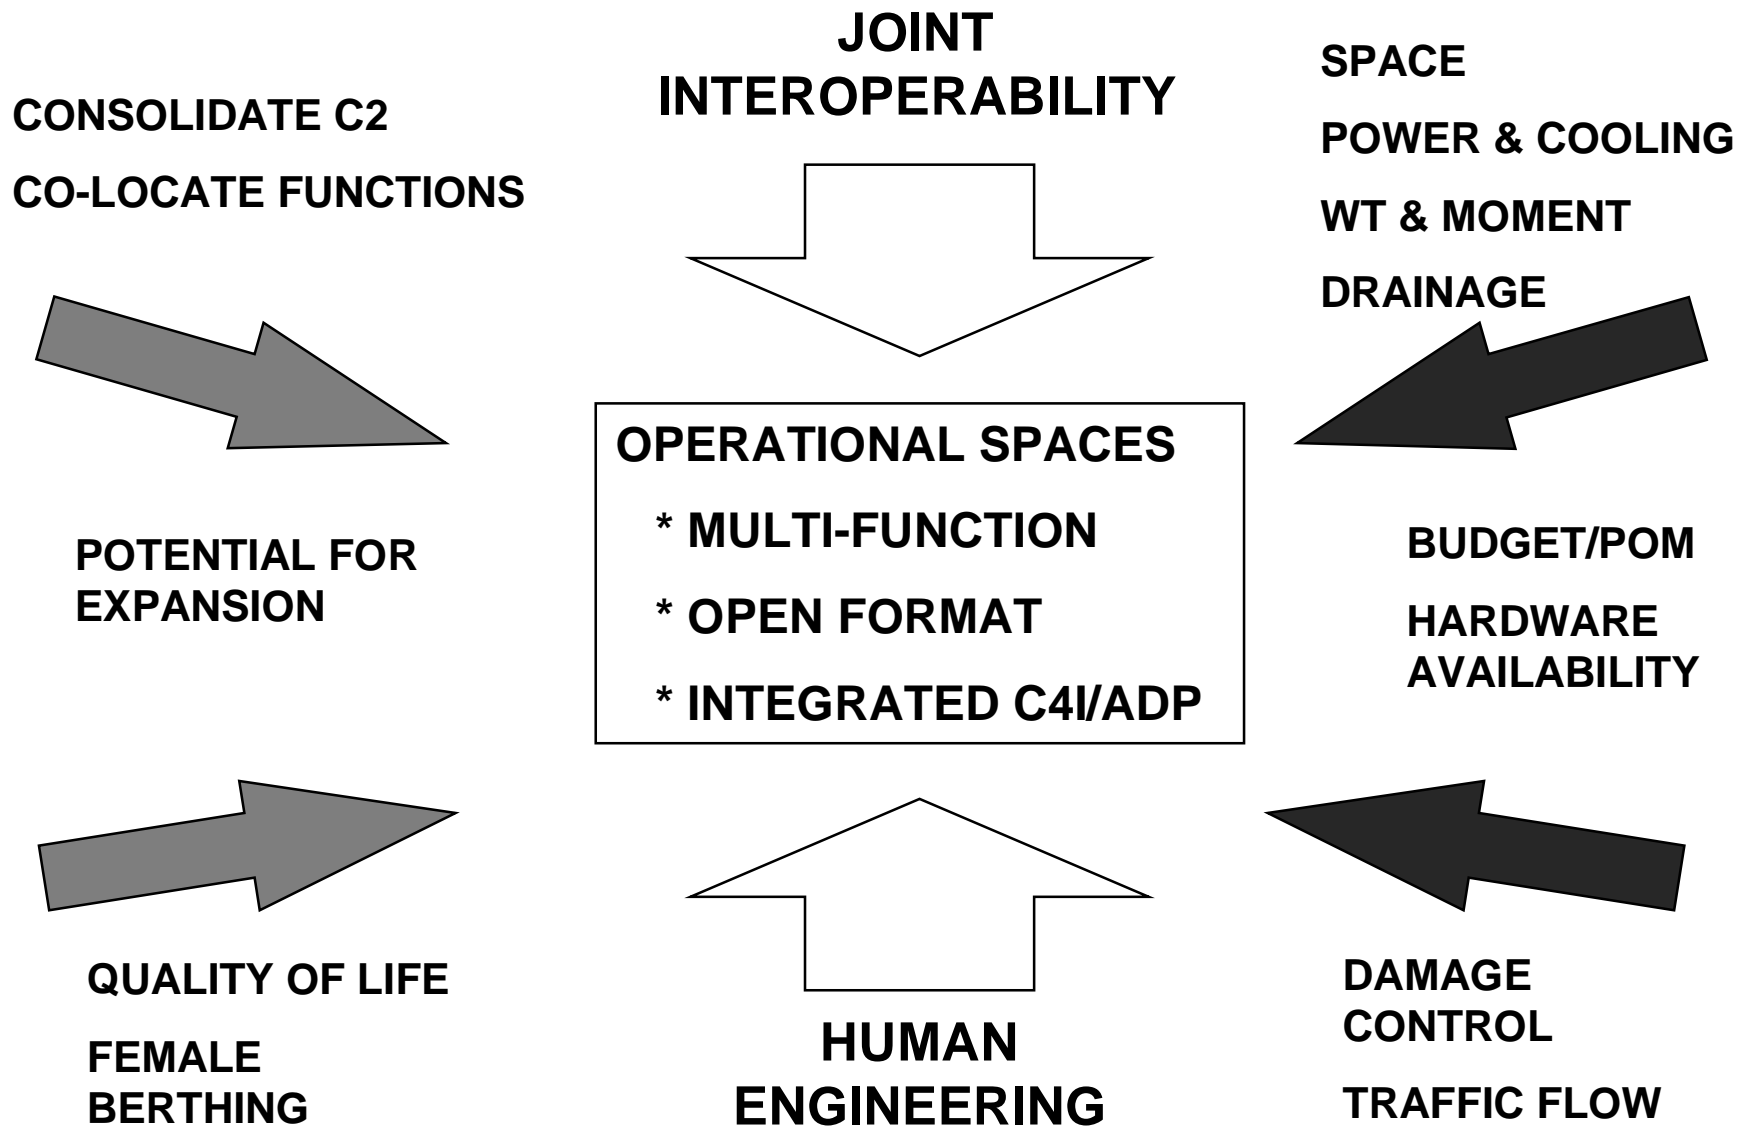 JOINT
INTEROPERABILITY
CONSOLIDATE C2
CO-LOCATE FUNCTIONS
SPACE
POWER & COOLING
WT & MOMENT
DRAINAGE
OPERATIONAL SPACES
* MULTI-FUNCTION
* OPEN FORMAT
* INTEGRATED C4I/ADP
POTENTIAL FOR
EXPANSION
BUDGET/POM
HARDWARE
AVAILABILITY
QUALITY OF LIFE
FEMALE
BERTHING
HUMAN
ENGINEERING
DAMAGE
CONTROL
TRAFFIC FLOW